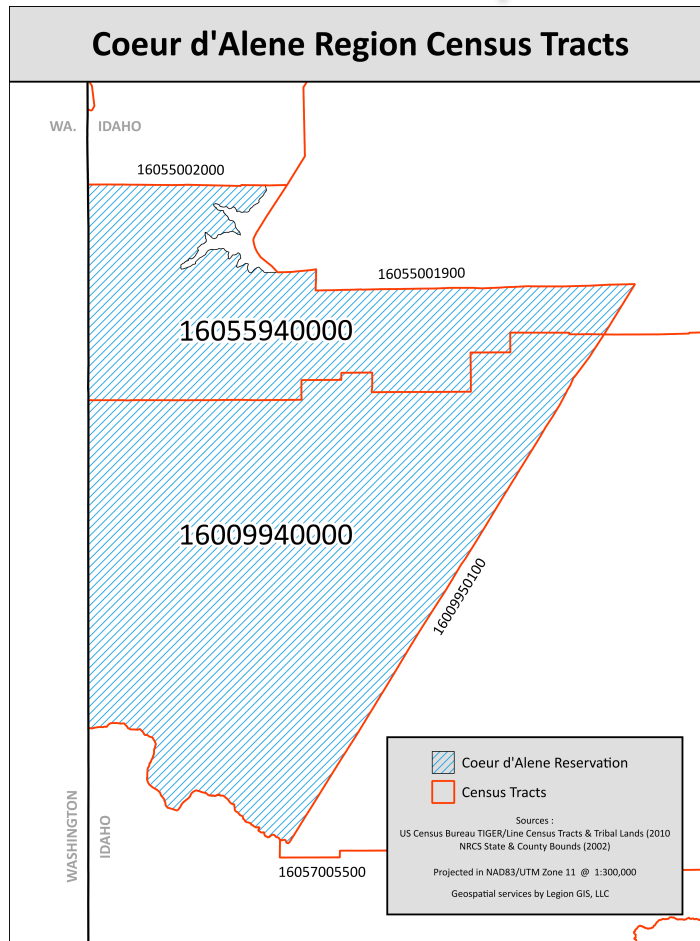 Coeur d'Alene Region Census Tracts
WA. IDAHO
16055002000
16055001900
16055940000
16009940000
16009950100
WASHINGTON
IDAHO
16057005500
Coeur d'Alene Reservation
Census Tracts
Sources :
US Census Bureau TIGER/Line Census Tracts & Tribal Lands (2010
NRCS State & County Bounds (2002)
Projected in NAD83/UTM Zone 11 @ 1:300,000
Geospatial services by Legion GIS, LLC